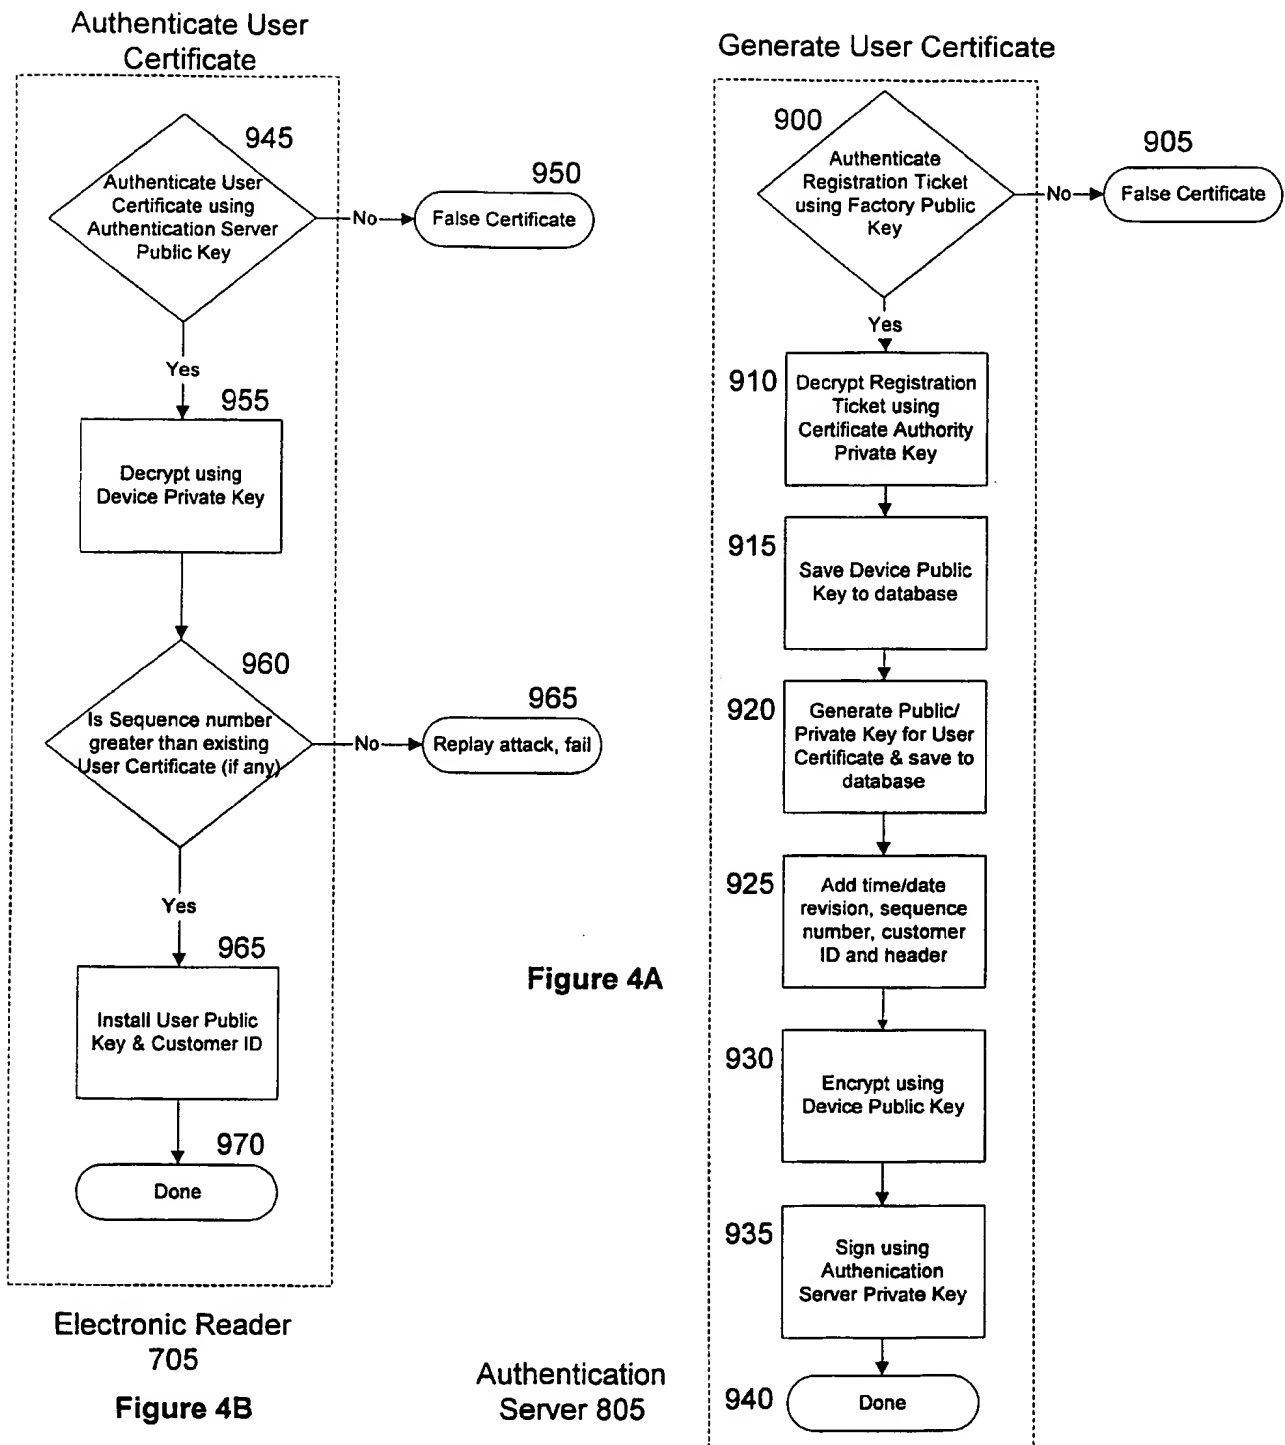 Authenticate User
Certificate
945
Authenticate User
Certificate using
Authentication Server
Public Key
No
950
False Certificate
Yes
955
Decrypt using
Device Private Key
960
Is Sequence number
greater than existing
User Certificate (if any)
No
965
Replay attack, fail
Yes
965
Install User Public
Key & Customer ID
970
Done
Electronic Reader
705
Figure 4B
Generate User Certificate
900
Authenticate
Registration Ticket
using Factory Public
Key
No
905
False Certificate
Yes
910
Decrypt Registration
Ticket using
Certificate Authority
Private Key
915
Save Device Public
Key to database
920
Generate Public/
Private Key for User
Certificate & save to
database
925
Add time/date
revision, sequence
number, customer
ID and header
930
Encrypt using
Device Public Key
935
Sign using
Authenication
Server Private Key
940
Done
Figure 4A
Authentication
Server 805